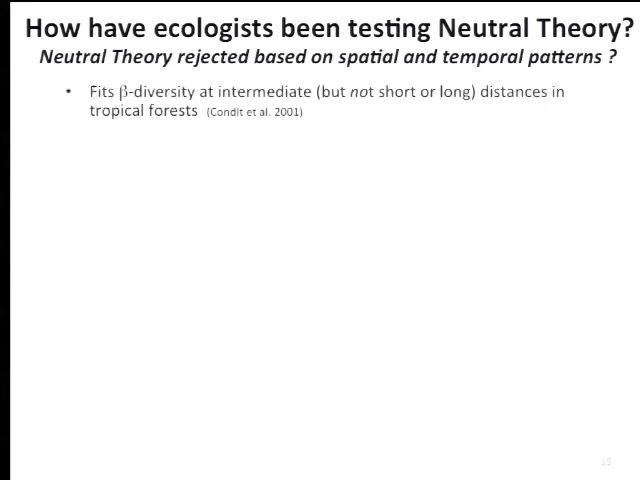 How have ecologists been testing Neutral Theory?
Neutral Theory rejected based on spatial and temporal patterns ?
• Fits β-diversity at intermediate (but not short or long) distances in
tropical forests (Condit et al. 2001)
15